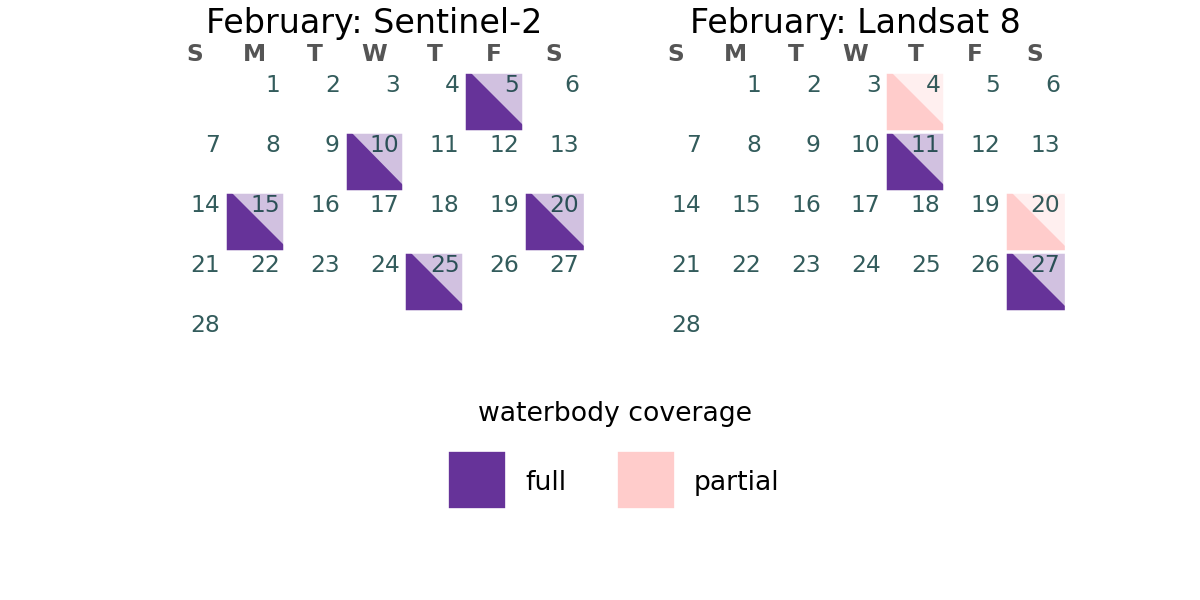 February: Sentinel-2
S M T W T F S
1 2 3 4 5 6
7 8 9 10 11 12 13
14 15 16 17 18 19 20
21 22 23 24 25 26 27
28
February: Landsat 8
S M T W T F S
1 2 3 4 5 6
7 8 9 10 11 12 13
14 15 16 17 18 19 20
21 22 23 24 25 26 27
28
waterbody coverage
full
partial